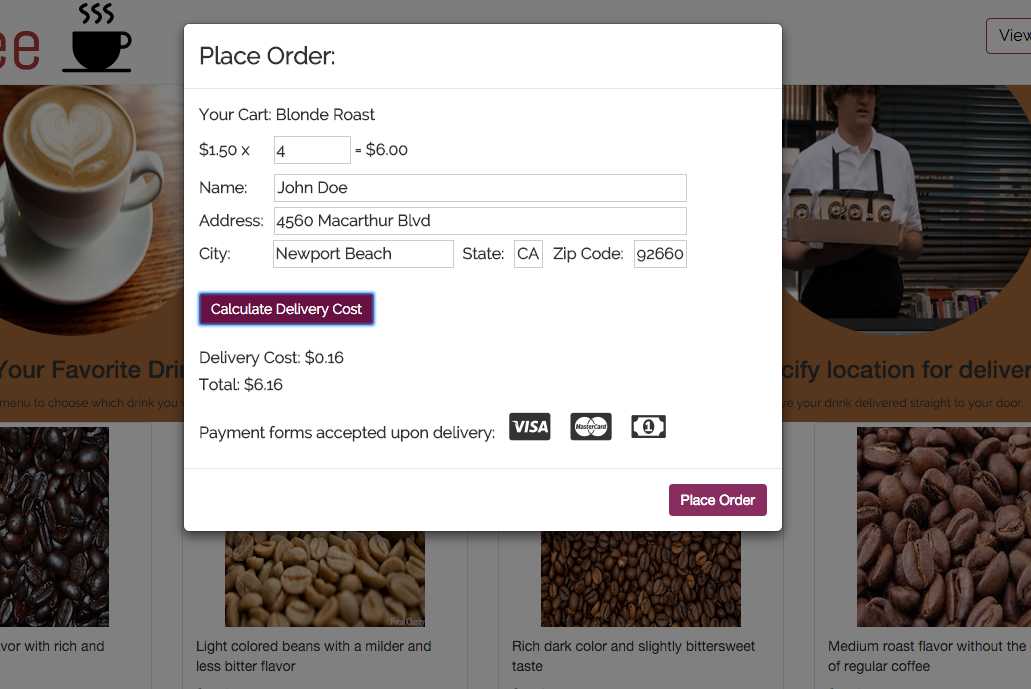 ee
View
Place Order:
Your Cart: Blonde Roast
$1.50 x 4 = $6.00
Name: John Doe
Address: 4560 Macarthur Blvd
City: Newport Beach State: CA Zip Code: 92660
Calculate Delivery Cost
Delivery Cost: $0.16
Total: $6.16
Payment forms accepted upon delivery: VISA MasterCard 1
Place Order
Your Favorite Dri
menu to choose which drink you
cify location for deliver
ve your drink delivered straight to your door.
vor with rich and
Light colored beans with a milder and
less bitter flavor
Rich dark color and slightly bittersweet
taste
Medium roast flavor without the
of regular coffee